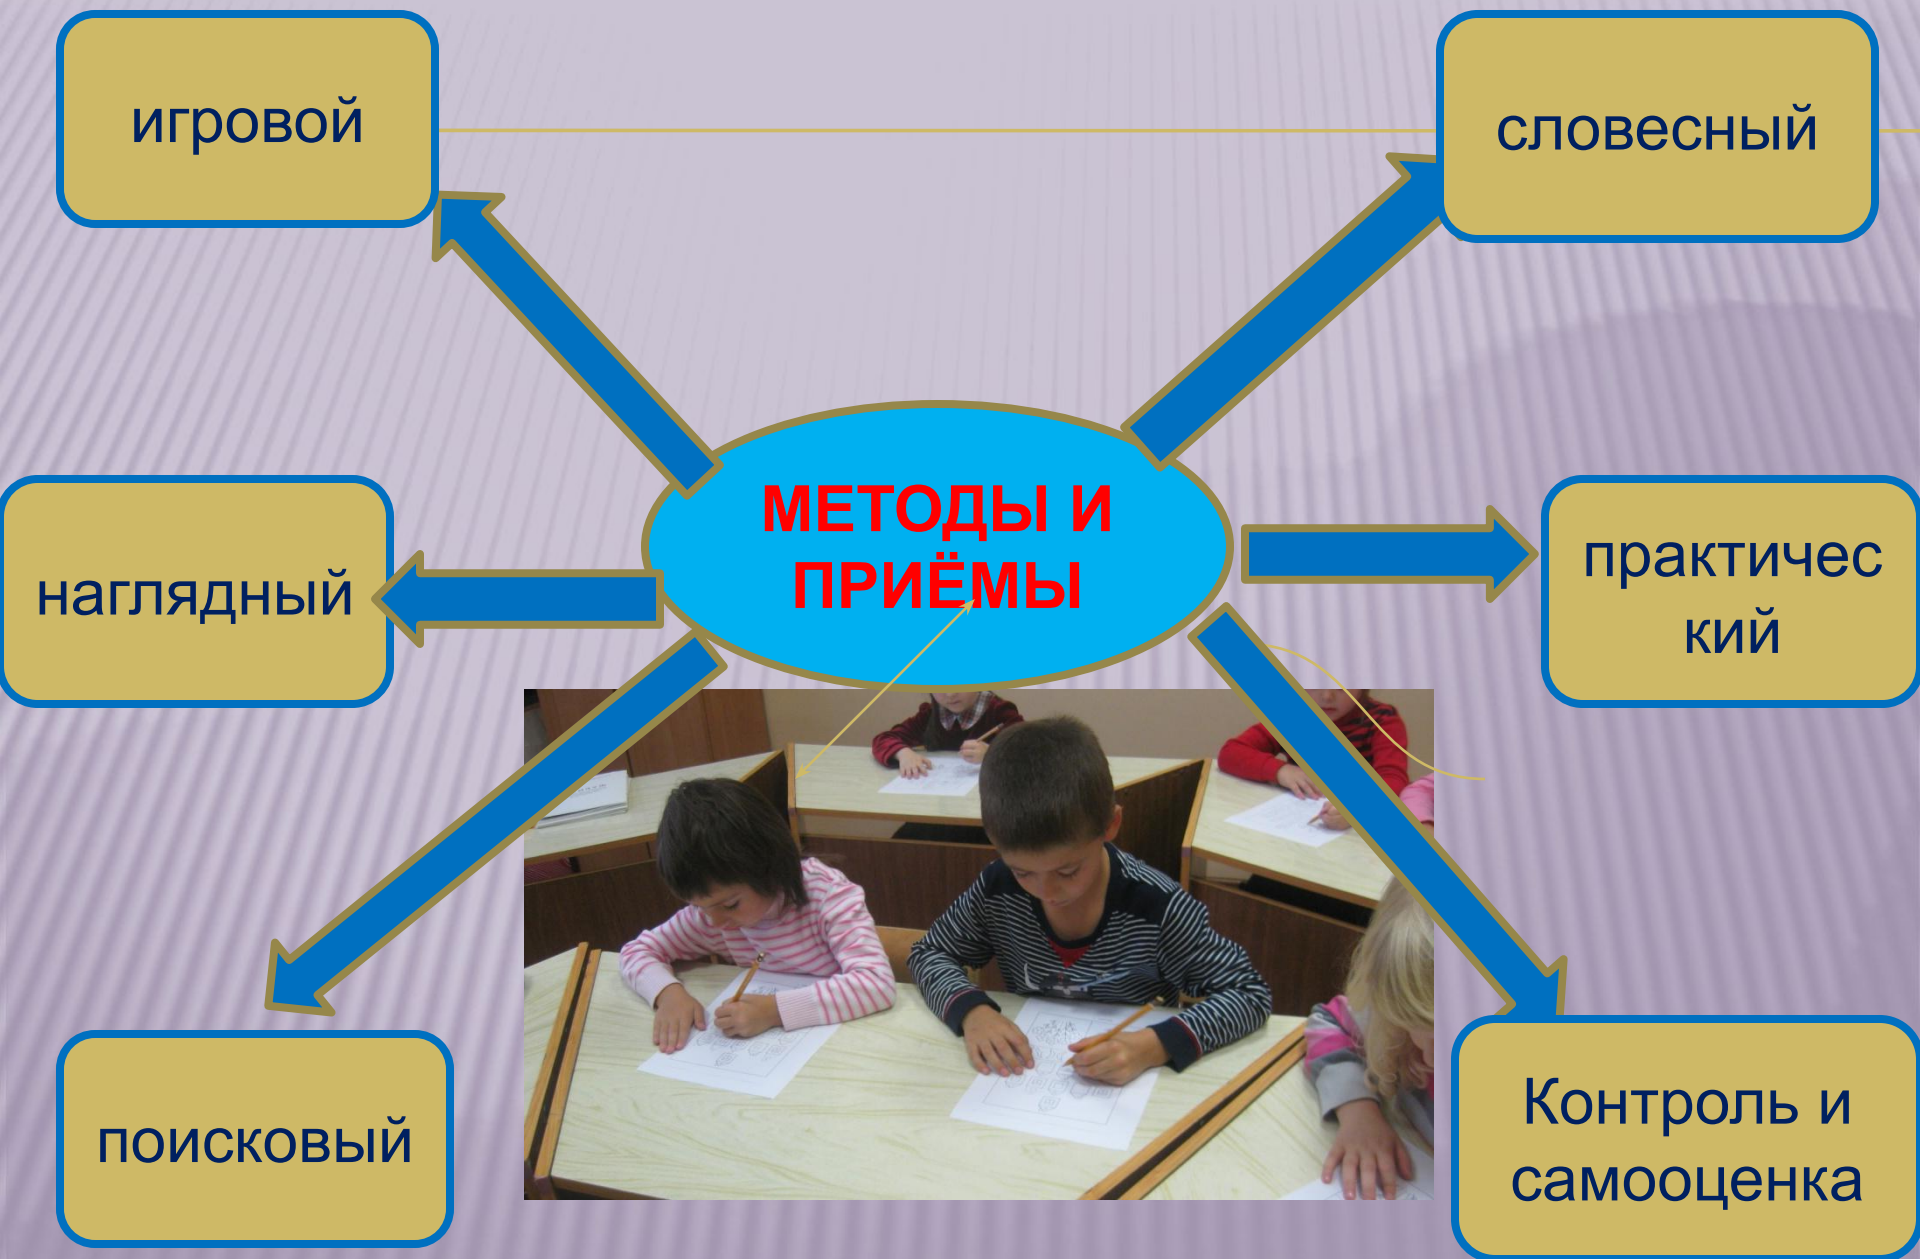 игровой
словесный
МЕТОДЫ И
ПРИЁМЫ
наглядный
практичес
кий
поисковый
Контроль и
самооценка